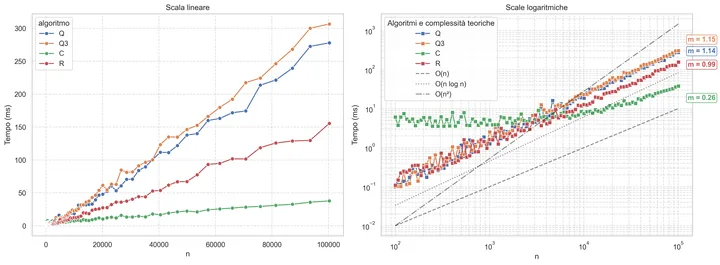 Scala lineare
algoritmo
Q
Q3
C
R
Tempo (ms)
300
250
200
150
100
50
0
0 20000 40000 60000 80000 100000
n
Scale logaritmiche
Algoritmi e complessità teoriche
Q
Q3
C
R
O(n)
O(n log n)
O(n²)
m = 1.15
m = 1.14
m = 0.99
m = 0.26
Tempo (ms)
10³
10²
10¹
10⁰
10⁻¹
10⁻²
10² 10³ 10⁴ 10⁵
n